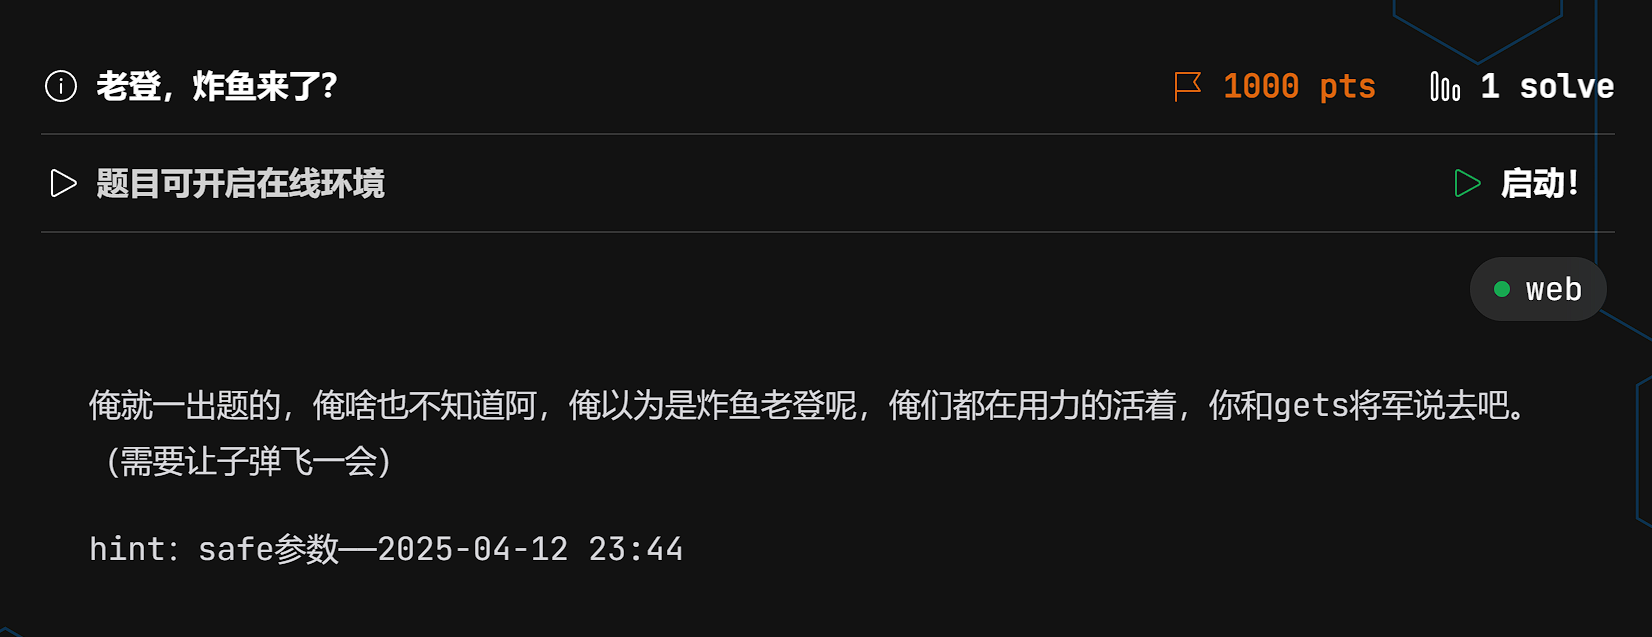 老登，炸鱼来了？
1000 pts
1 solve
题目可开启在线环境
启动！
web
俺就一出题的，俺啥也不知道阿，俺以为是炸鱼老登呢，俺们都在用力的活着，你和gets将军说去吧。
（需要让子弹飞一会）
hint：safe参数——2025-04-12 23:44